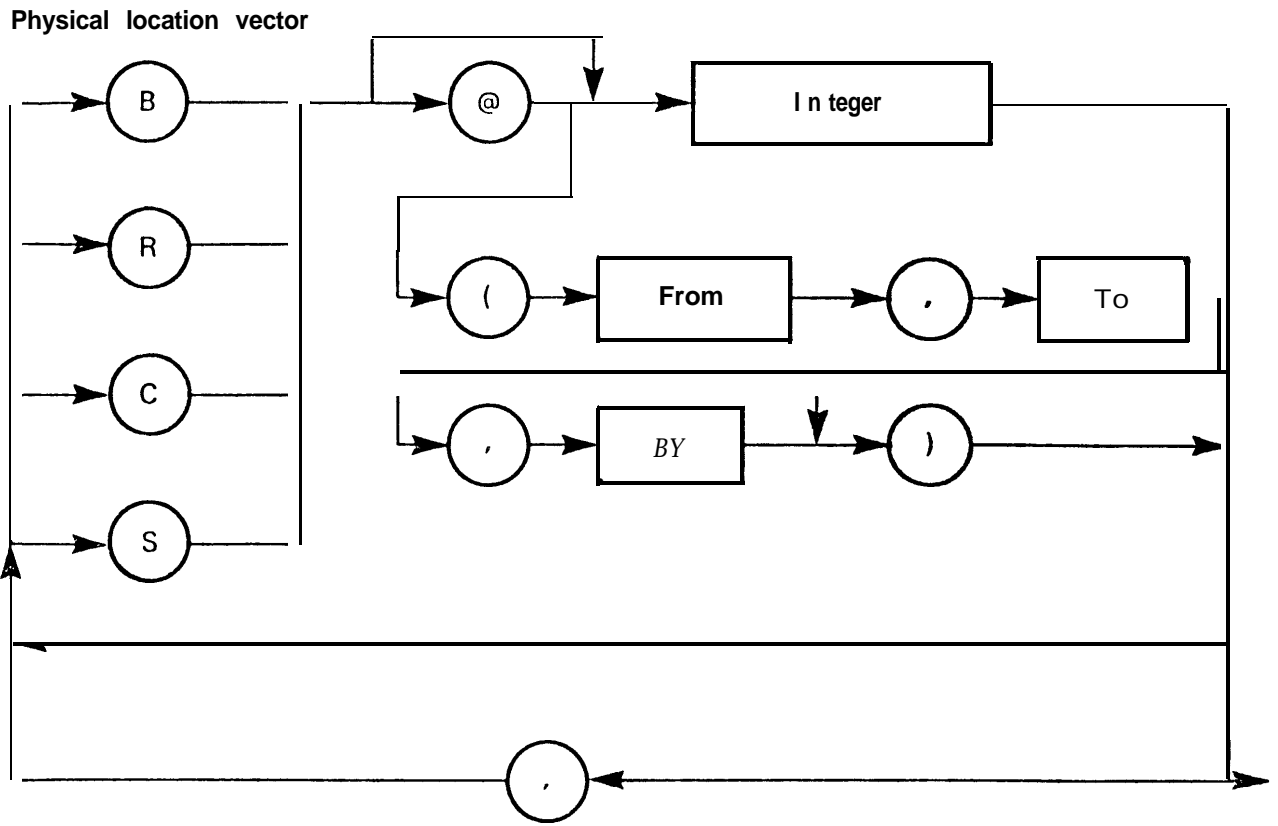 Physical location vector
B
@
I n teger
R
(
From
,
To
C
,
BY
)
S
,